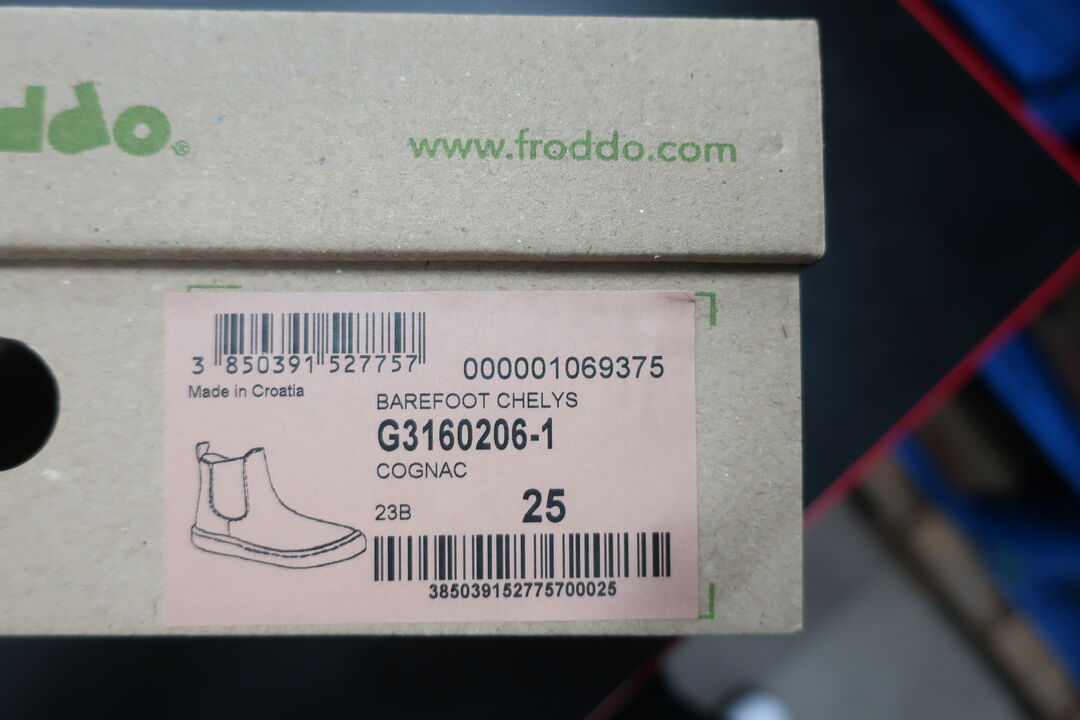 ddo®
www.froddo.com
3 850391 527757
000001069375
Made in Croatia
BAREFOOT CHELYS
G3160206-1
COGNAC
23B
25
385039152775700025